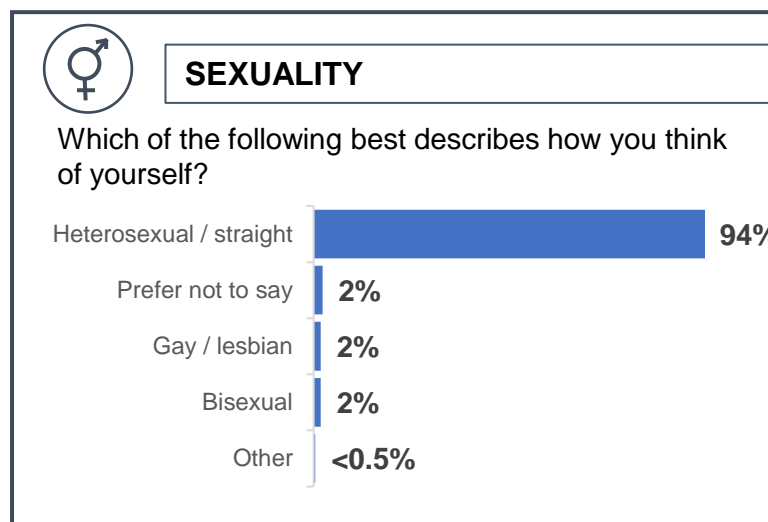 SEXUALITY
Which of the following best describes how you think
of yourself?
Heterosexual / straight 94%
Prefer not to say 2%
Gay / lesbian 2%
Bisexual 2%
Other <0.5%